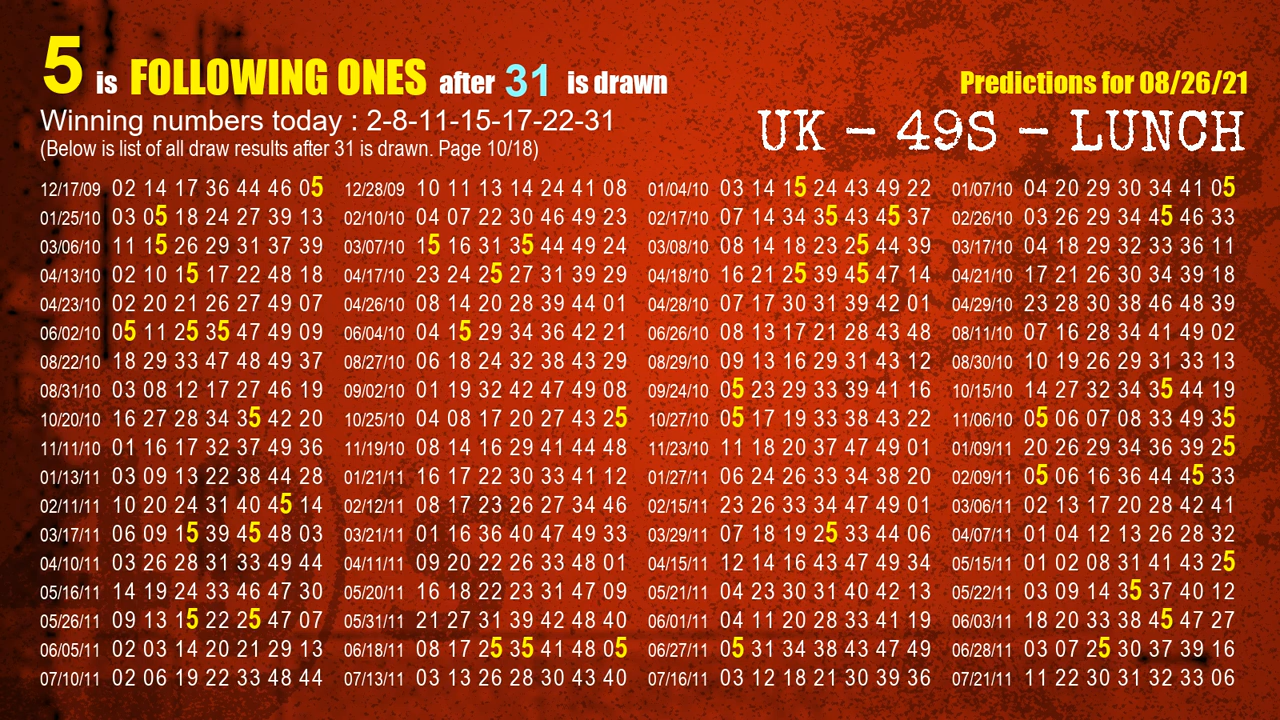 5 is FOLLOWING ONES after 31 is drawn
Predictions for 08/26/21
Winning numbers today : 2-8-11-15-17-22-31
UK - 49S - LUNCH
(Below is list of all draw results after 31 is drawn. Page 10/18)
12/17/09 02 14 17 36 44 46 05 12/28/09 10 11 13 14 24 41 08 01/04/10 03 14 15 24 43 49 22 01/07/10 04 20 29 30 34 41 05
01/25/10 03 05 18 24 27 39 13 02/10/10 04 07 22 30 46 49 23 02/17/10 07 14 34 35 43 45 37 02/26/10 03 26 29 34 45 46 33
03/06/10 11 15 26 29 31 37 39 03/07/10 15 16 31 35 44 49 24 03/08/10 08 14 18 23 25 44 39 03/17/10 04 18 29 32 33 36 11
04/13/10 02 10 15 17 22 48 18 04/17/10 23 24 25 27 31 39 29 04/18/10 16 21 25 39 45 47 14 04/21/10 17 21 26 30 34 39 18
04/23/10 02 20 21 26 27 49 07 04/26/10 08 14 20 28 39 44 01 04/28/10 07 17 30 31 39 42 01 04/29/10 23 28 30 38 46 48 39
06/02/10 05 11 25 35 47 49 09 06/04/10 04 15 29 34 36 42 21 06/26/10 08 13 17 21 28 43 48 08/11/10 07 16 28 34 41 49 02
08/22/10 18 29 33 47 48 49 37 08/27/10 06 18 24 32 38 43 29 08/29/10 09 13 16 29 31 43 12 08/30/10 10 19 26 29 31 33 13
08/31/10 03 08 12 17 27 46 19 09/02/10 01 19 32 42 47 49 08 09/24/10 05 23 29 33 39 41 16 10/15/10 14 27 32 34 35 44 19
10/20/10 16 27 28 34 35 42 20 10/25/10 04 08 17 20 27 43 25 10/27/10 05 17 19 33 38 43 22 11/06/10 05 06 07 08 33 49 35
11/11/10 01 16 17 32 37 49 36 11/19/10 08 14 16 29 41 44 48 11/23/10 11 18 20 37 47 49 01 01/09/11 20 26 29 34 36 39 25
01/13/11 03 09 13 22 38 44 28 01/21/11 16 17 22 30 33 41 12 01/27/11 06 24 26 33 34 38 20 02/09/11 05 06 16 36 44 45 33
02/11/11 10 20 24 31 40 45 14 02/12/11 08 17 23 26 27 34 46 02/15/11 23 26 33 34 47 49 01 03/06/11 02 13 17 20 28 42 41
03/17/11 06 09 15 39 45 48 03 03/21/11 01 16 36 40 47 49 33 03/29/11 07 18 19 25 33 44 06 04/07/11 01 04 12 13 26 28 32
04/10/11 03 26 28 31 33 49 44 04/11/11 09 20 22 26 33 48 01 04/15/11 12 14 16 43 47 49 34 05/15/11 01 02 08 31 41 43 25
05/16/11 14 19 24 33 46 47 30 05/20/11 16 18 22 23 31 47 09 05/21/11 04 23 30 31 40 42 15 05/22/11 03 09 14 35 37 40 12
05/26/11 09 13 15 22 25 47 07 05/31/11 21 27 31 39 42 48 40 06/01/11 04 11 20 28 33 41 19 06/03/11 18 20 33 38 45 47 27
06/05/11 02 03 14 20 21 29 13 06/18/11 08 17 25 35 41 48 05 06/27/11 05 31 34 38 43 47 49 06/28/11 03 07 25 30 37 39 16
07/10/11 02 06 19 22 33 48 44 07/13/11 03 13 26 28 30 43 40 07/16/11 03 12 18 21 30 39 36 07/21/11 11 22 30 31 32 33 06